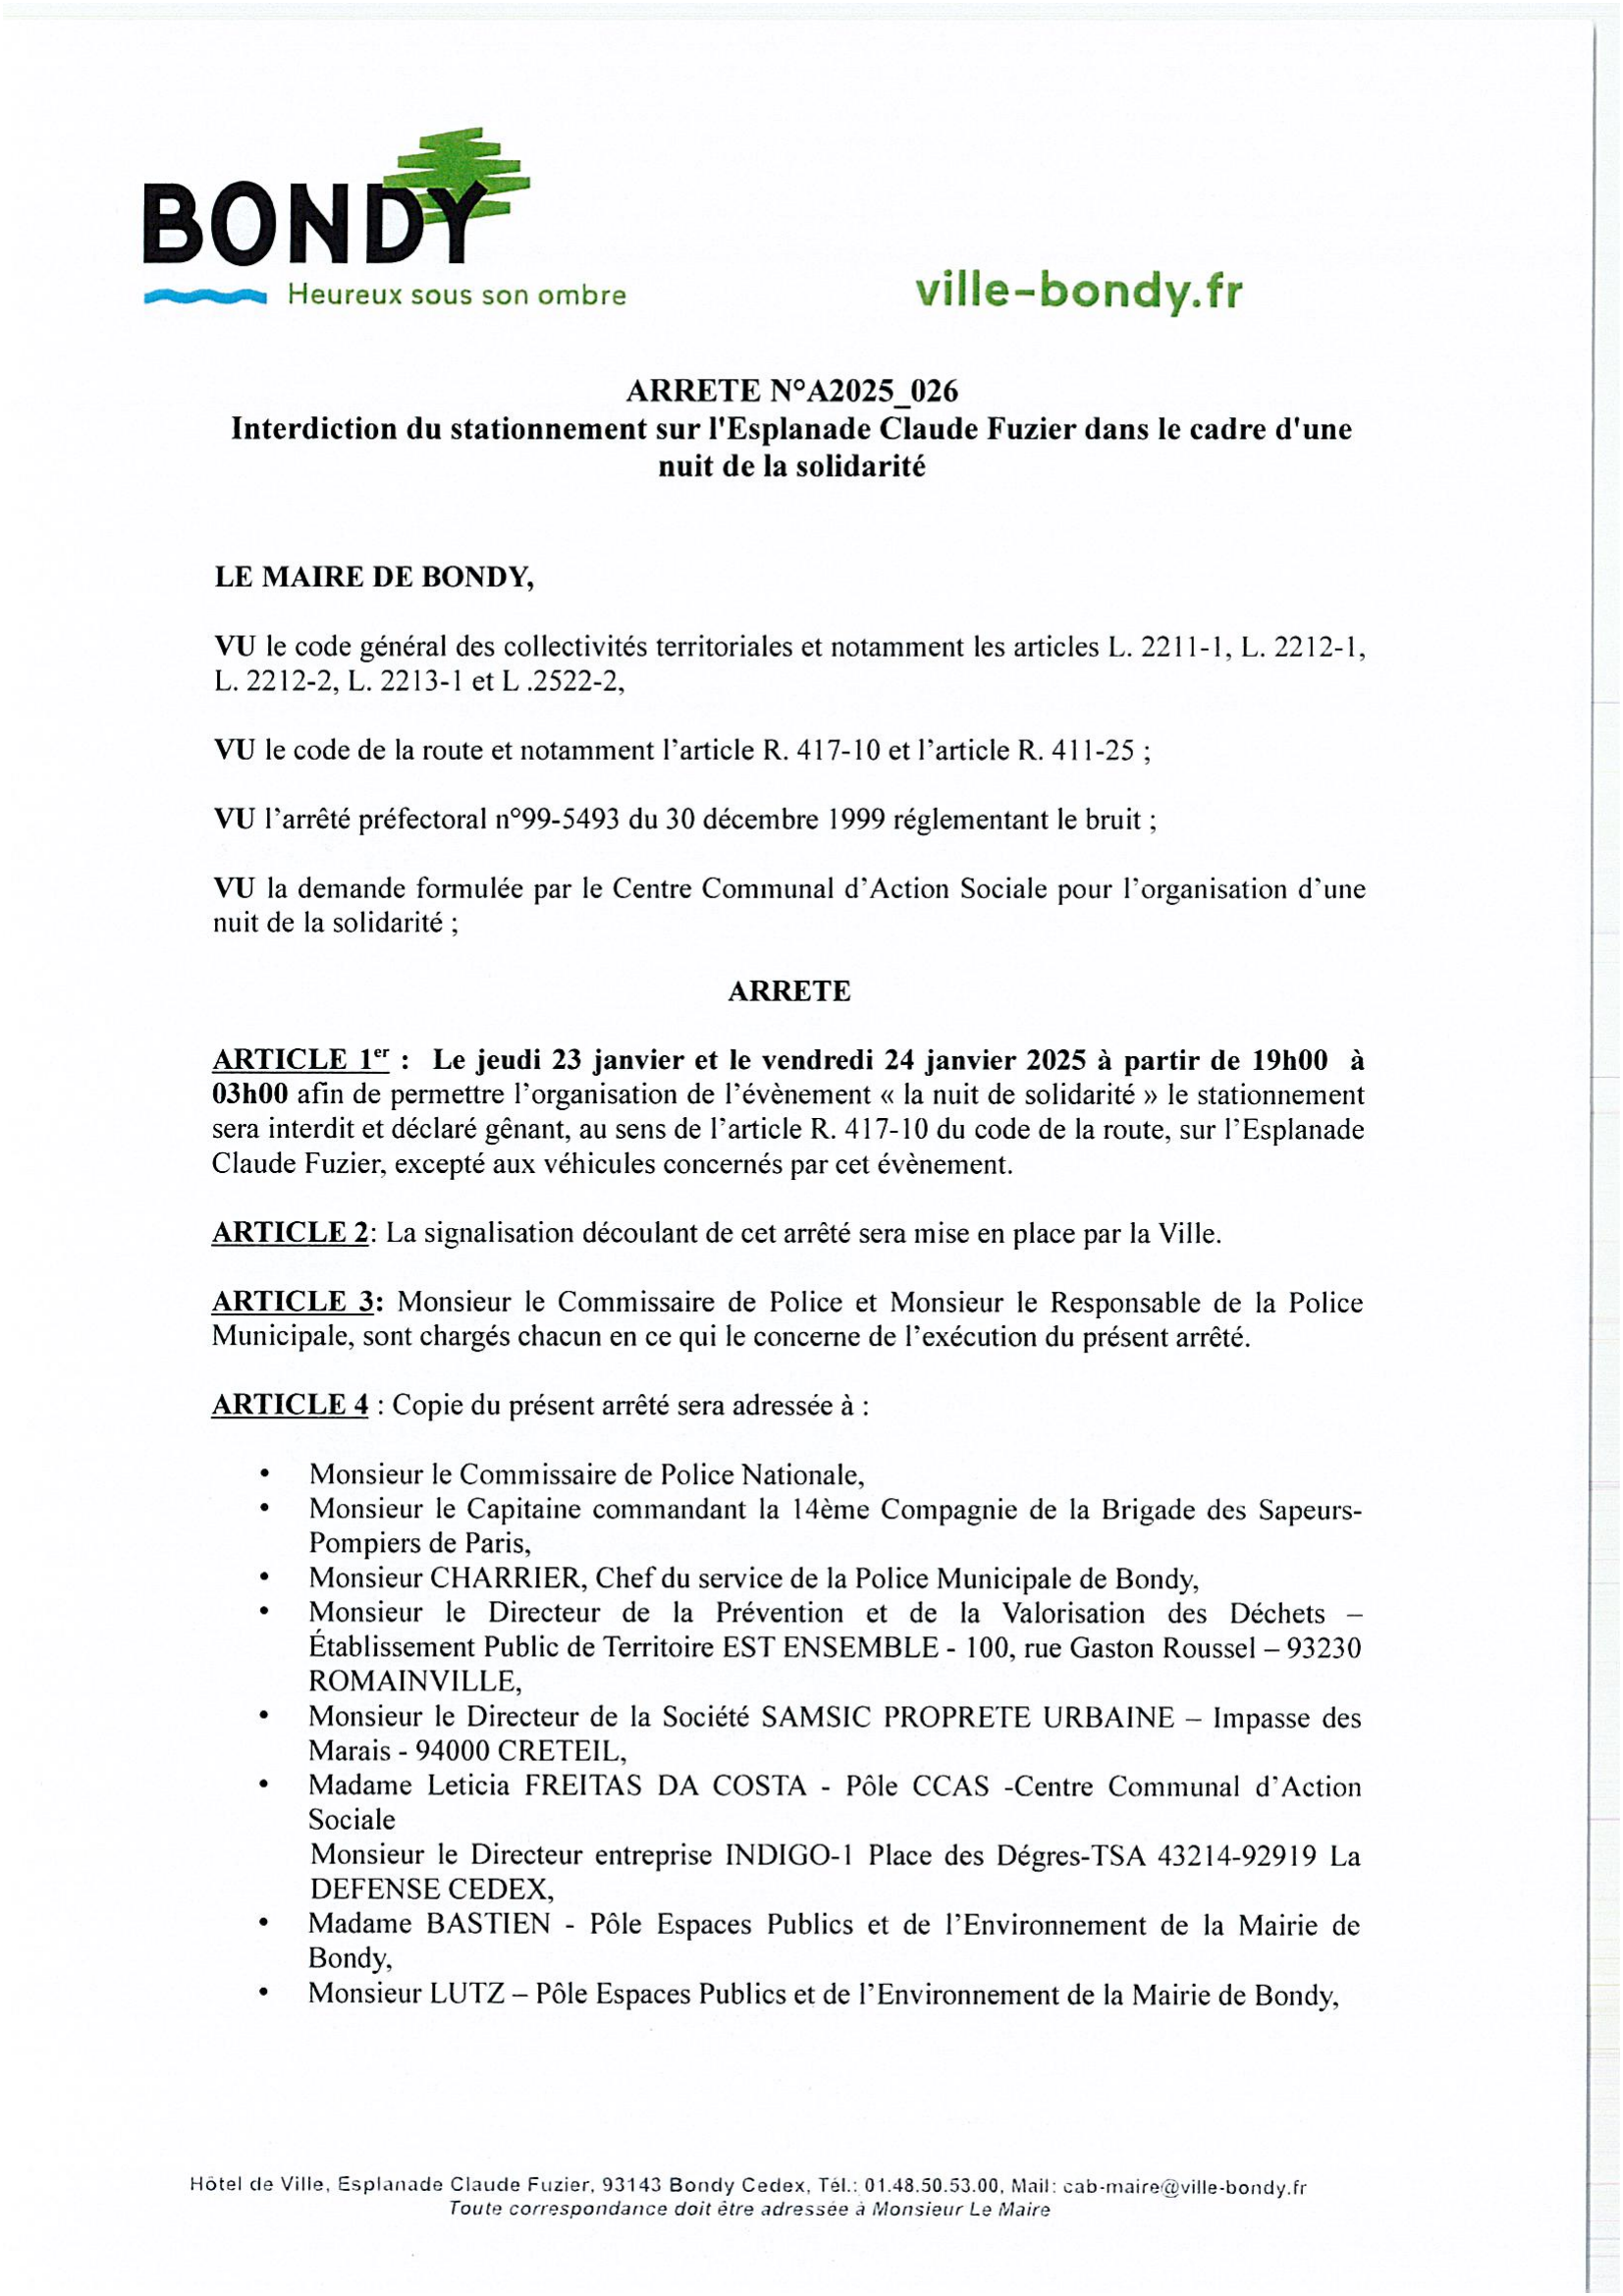 BONDY
Heureux sous son ombre
ville-bondy.fr
ARRETE N°A2025_026
Interdiction du stationnement sur l'Esplanade Claude Fuzier dans le cadre d'une
nuit de la solidarité
LE MAIRE DE BONDY,
VU le code général des collectivités territoriales et notamment les articles L. 2211-1, L. 2212-1,
L. 2212-2, L. 2213-1 et L .2522-2,
VU le code de la route et notamment l’article R. 417-10 et l’article R. 411-25 ;
VU l’arrêté préfectoral n°99-5493 du 30 décembre 1999 réglementant le bruit ;
VU la demande formulée par le Centre Communal d’Action Sociale pour l’organisation d’une
nuit de la solidarité ;
ARRETE
ARTICLE 1er : Le jeudi 23 janvier et le vendredi 24 janvier 2025 à partir de 19h00 à
03h00 afin de permettre l’organisation de l’évènement « la nuit de solidarité » le stationnement
sera interdit et déclaré gênant, au sens de l’article R. 417-10 du code de la route, sur l’Esplanade
Claude Fuzier, excepté aux véhicules concernés par cet évènement.
ARTICLE 2: La signalisation découlant de cet arrêté sera mise en place par la Ville.
ARTICLE 3: Monsieur le Commissaire de Police et Monsieur le Responsable de la Police
Municipale, sont chargés chacun en ce qui le concerne de l’exécution du présent arrêté.
ARTICLE 4 : Copie du présent arrêté sera adressée à :
• Monsieur le Commissaire de Police Nationale,
• Monsieur le Capitaine commandant la 14ème Compagnie de la Brigade des Sapeurs-
Pompiers de Paris,
• Monsieur CHARRIER, Chef du service de la Police Municipale de Bondy,
• Monsieur le Directeur de la Prévention et de la Valorisation des Déchets –
Établissement Public de Territoire EST ENSEMBLE - 100, rue Gaston Roussel – 93230
ROMAINVILLE,
• Monsieur le Directeur de la Société SAMSIC PROPRETE URBAINE – Impasse des
Marais - 94000 CRETEIL,
• Madame Leticia FREITAS DA COSTA - Pôle CCAS -Centre Communal d’Action
Sociale
Monsieur le Directeur entreprise INDIGO-1 Place des Dégres-TSA 43214-92919 La
DEFENSE CEDEX,
• Madame BASTIEN - Pôle Espaces Publics et de l’Environnement de la Mairie de
Bondy,
• Monsieur LUTZ – Pôle Espaces Publics et de l’Environnement de la Mairie de Bondy,
Hôtel de Ville, Esplanade Claude Fuzier, 93143 Bondy Cedex, Tél.: 01.48.50.53.00, Mail: cab-maire@ville-bondy.fr
Toute correspondance doit être adressée à Monsieur Le Maire